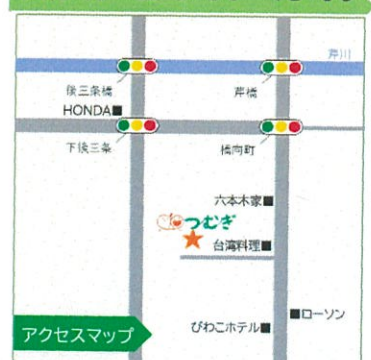 芹川
後三条橋
芹橋
HONDA■
下後三条
橋向町
六本木家■
つむぎ
台湾料理■
■ローソン
びわこホテル■
アクセスマップ